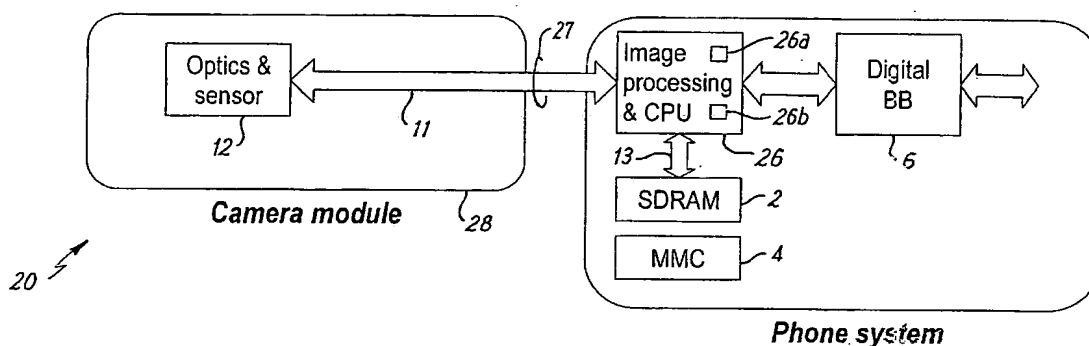 27
Optics &
sensor
12
11
Image
processing
& CPU
26a
26b
26
Digital
BB
6
13
SDRAM
2
MMC
4
28
Camera module
20
Phone system